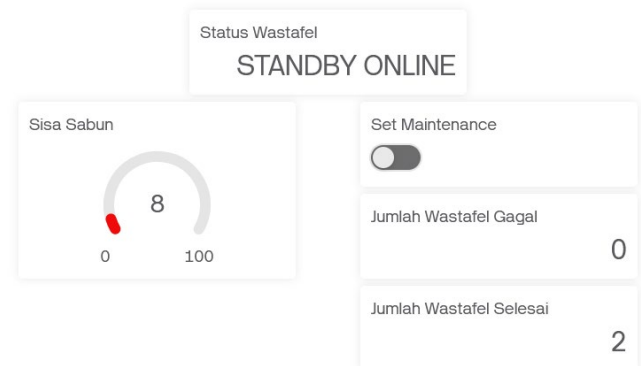 Status Wastafel
STANDBY ONLINE
Sisa Sabun
8
0
100
Set Maintenance
Jumlah Wastafel Gagal
0
Jumlah Wastafel Selesai
2